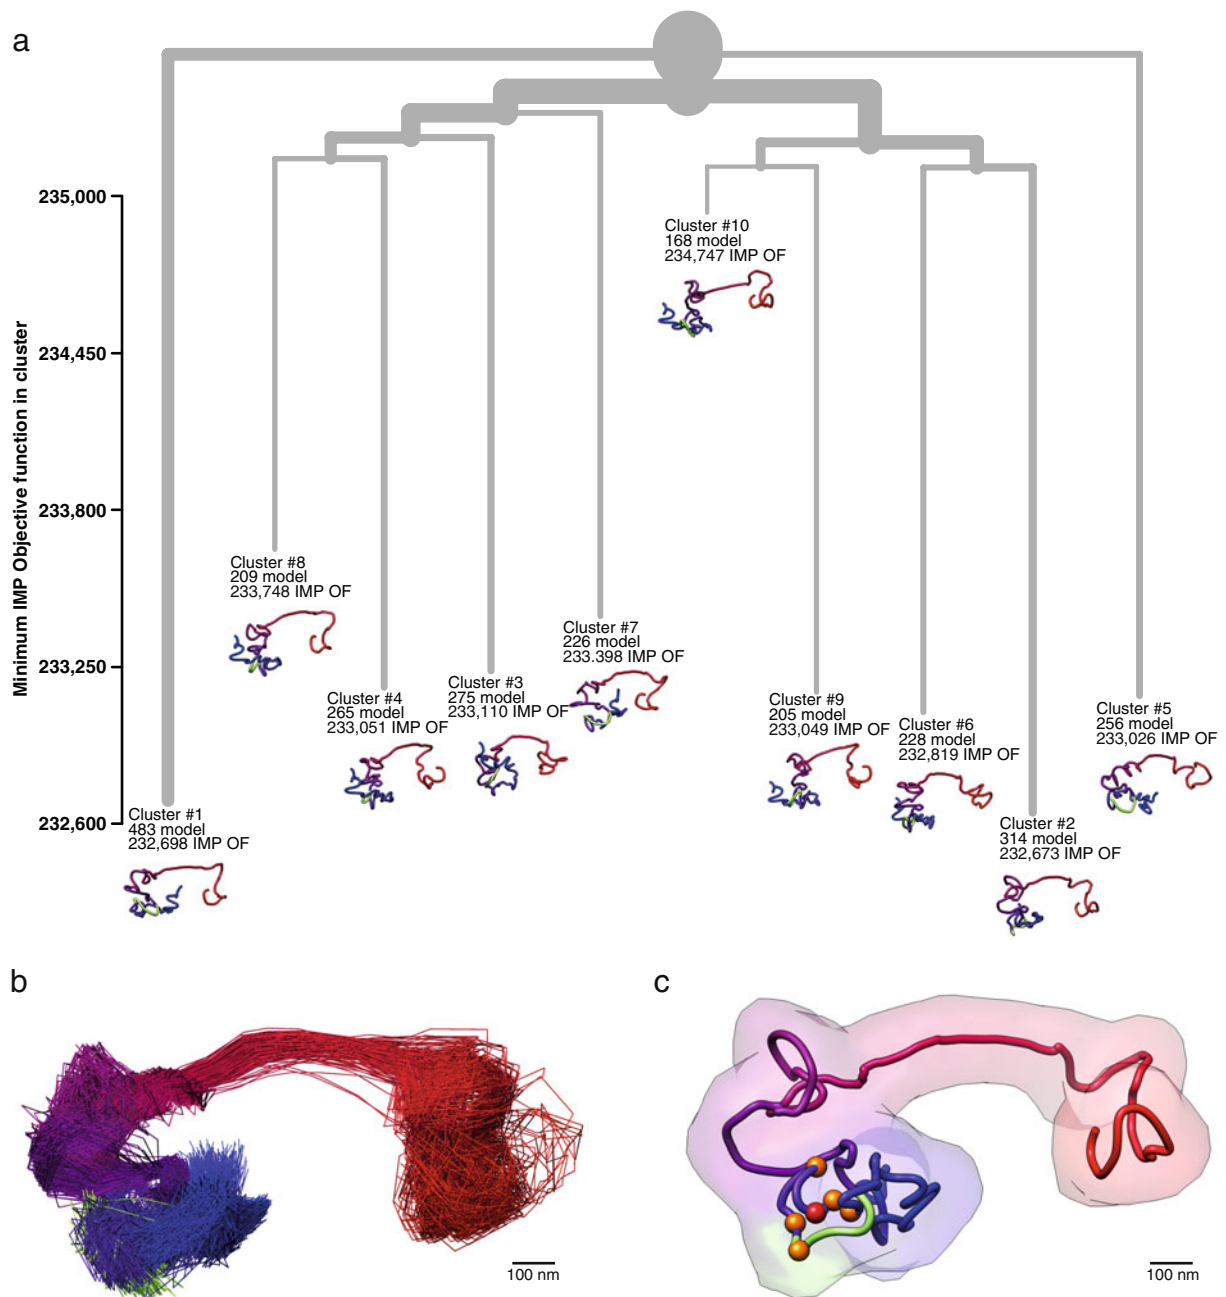 a
Minimum IMP Objective function in cluster
235,000
234,450
233,800
233,250
232,600
Cluster #10
168 model
234,747 IMP OF
Cluster #8
209 model
233,748 IMP OF
Cluster #7
226 model
233.398 IMP OF
Cluster #3
275 model
233,110 IMP OF
Cluster #4
265 model
233,051 IMP OF
Cluster #9
205 model
233,049 IMP OF
Cluster #5
256 model
233,026 IMP OF
Cluster #6
228 model
232,819 IMP OF
Cluster #1
483 model
232,698 IMP OF
Cluster #2
314 model
232,673 IMP OF
b
100 nm
c
100 nm